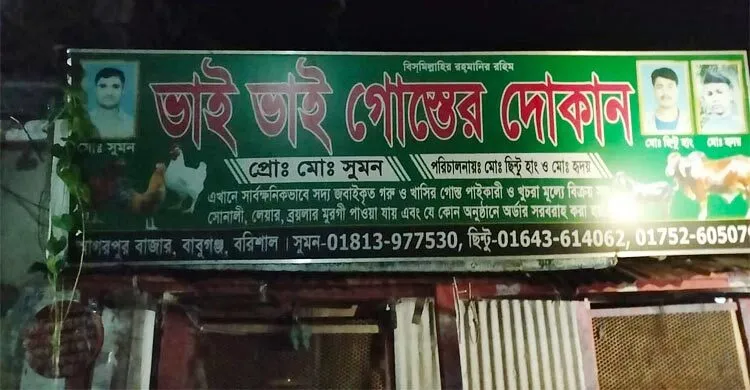 বিসমিল্লাহির রহমানির রহিম
ভাই ভাই গোস্তের দোকান
মোঃ সুমন
মোঃ ছিন্টু হাং
মোঃ হৃদয়
প্রোঃ মোঃ সুমন
পরিচালনায়ঃ মোঃ ছিন্টু হাং ও মোঃ হৃদয়
এখানে সার্বক্ষনিকভাবে সদ্য জবাইকৃত গরু ও খাসির গোস্ত পাইকারী ও খুচরা মূল্যে বিক্রয়
সোনালী, লেয়ার, ব্রয়লার মুরগী পাওয়া যায় এবং যে কোন অনুষ্ঠানে অর্ডার সরবরাহ করা
বাজার, বাবুগঞ্জ, বরিশাল। সুমন-01813-977530, ছিন্টু-01643-614062, 01752-60507